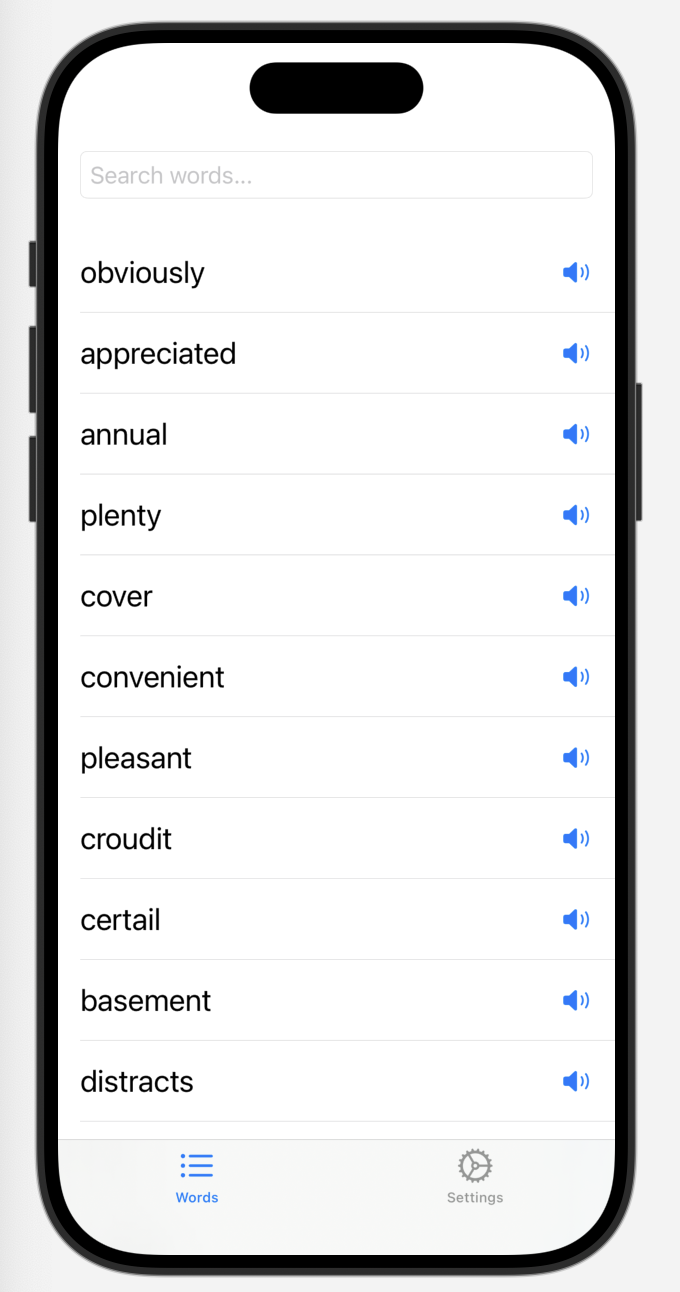 Search words...
obviously
appreciated
annual
plenty
cover
convenient
pleasant
croudit
certail
basement
distracts
Words
Settings